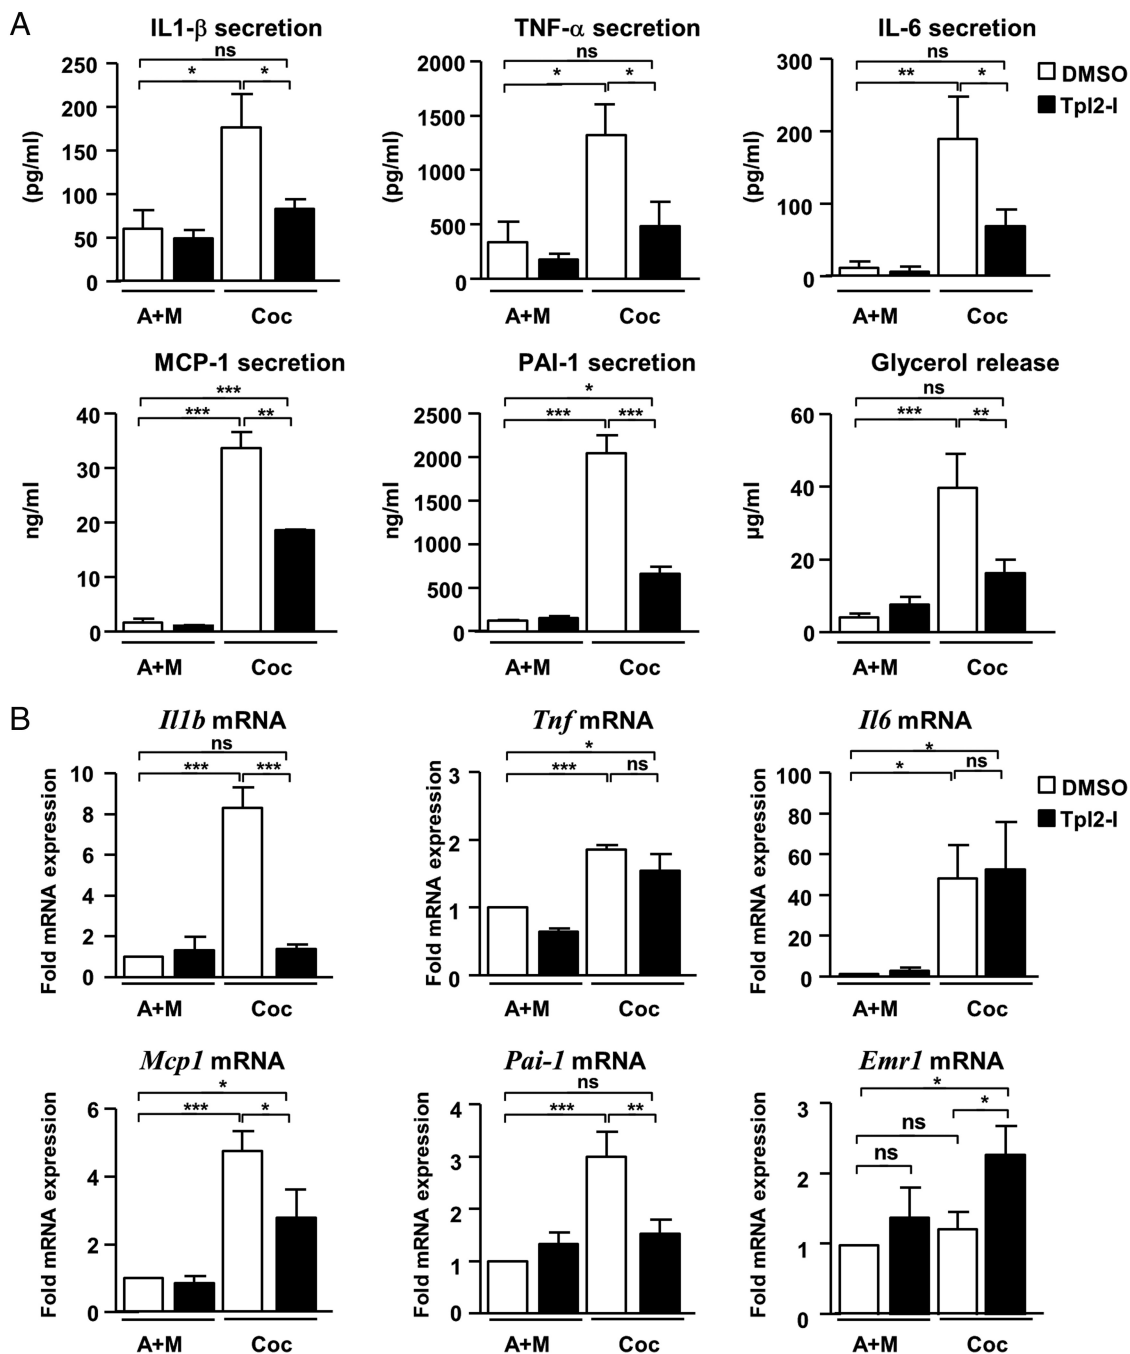 A
IL1-β secretion
ns
* *
250
200
150
100
50
0
(pg/ml)
A+M Coc
TNF-α secretion
ns
* *
2000
1500
1000
500
0
(pg/ml)
A+M Coc
IL-6 secretion
ns
** *
300
200
100
0
(pg/ml)
A+M Coc
DMSO
Tpl2-I
MCP-1 secretion
***
*** **
40
30
20
10
0
ng/ml
A+M Coc
PAI-1 secretion
*
*** ***
2500
2000
1500
1000
500
0
ng/ml
A+M Coc
Glycerol release
ns
*** **
60
40
20
0
µg/ml
A+M Coc
B
Il1b mRNA
ns
*** ***
10
8
6
4
2
0
Fold mRNA expression
A+M Coc
Tnf mRNA
*
*** ns
3
2
1
0
Fold mRNA expression
A+M Coc
Il6 mRNA
*
* ns
100
80
60
40
20
0
Fold mRNA expression
A+M Coc
DMSO
Tpl2-I
Mcp1 mRNA
*
*** *
6
4
2
0
Fold mRNA expression
A+M Coc
Pai-1 mRNA
ns
*** **
4
3
2
1
0
Fold mRNA expression
A+M Coc
Emr1 mRNA
*
*
ns
ns
3
2
1
0
Fold mRNA expression
A+M Coc